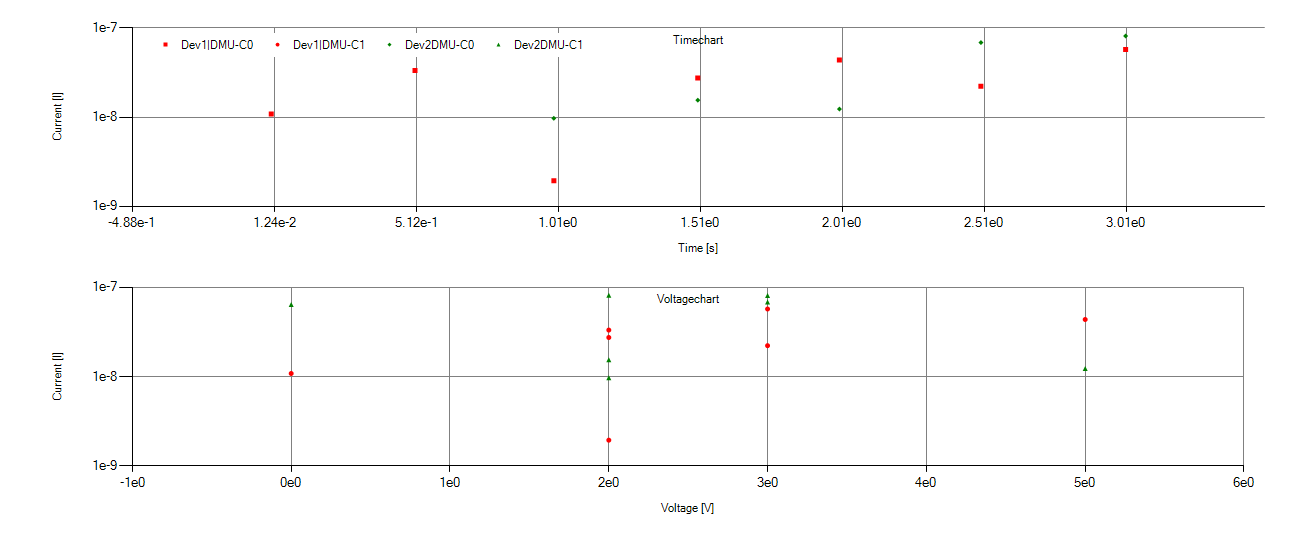 1e-7
Dev1|DMU-C0 Dev1|DMU-C1 Dev2DMU-C0 Dev2DMU-C1
Timechart
Current [I]
1e-8
1e-9
-4.88e-1 1.24e-2 5.12e-1 1.01e0 1.51e0 2.01e0 2.51e0 3.01e0
Time [s]
1e-7
Voltagechart
Current [I]
1e-8
1e-9
-1e0 0e0 1e0 2e0 3e0 4e0 5e0 6e0
Voltage [V]